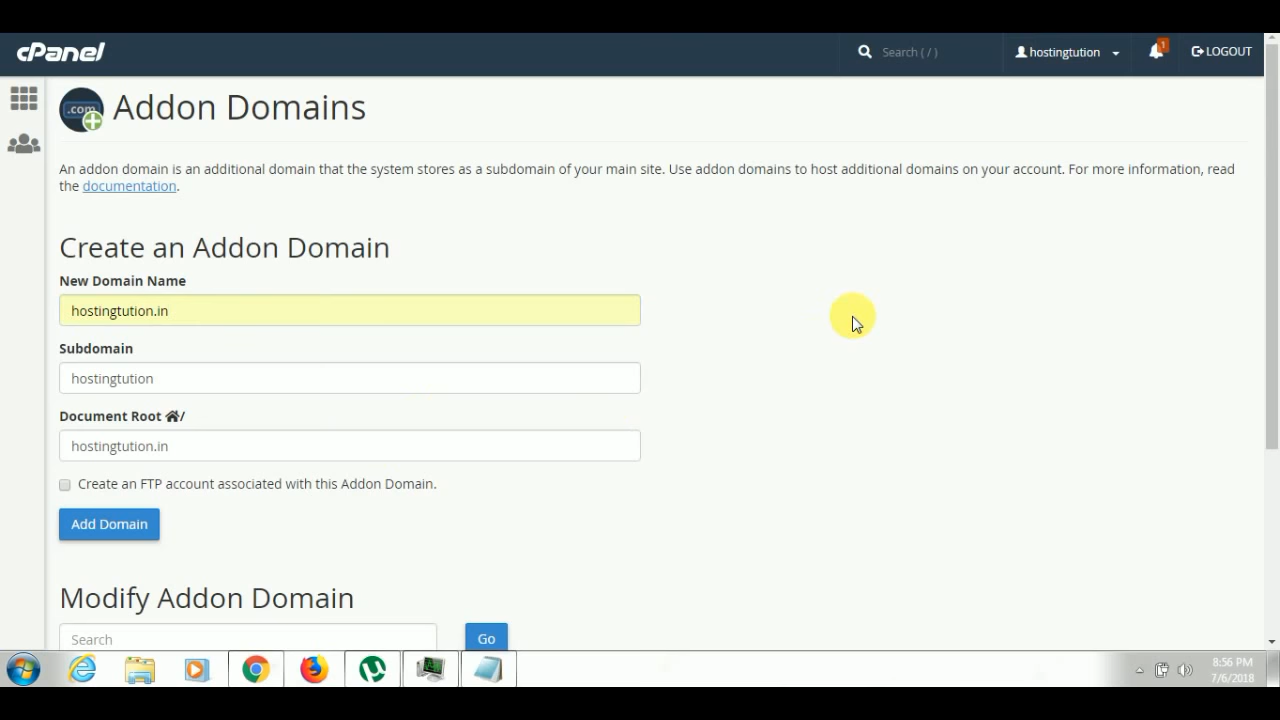 cPanel
Search ( / )
hostingtution
1
LOGOUT
.com
Addon Domains
An addon domain is an additional domain that the system stores as a subdomain of your main site. Use addon domains to host additional domains on your account. For more information, read
the documentation.
Create an Addon Domain
New Domain Name
hostingtution.in
Subdomain
hostingtution
Document Root /
hostingtution.in
Create an FTP account associated with this Addon Domain.
Add Domain
Modify Addon Domain
Search
Go
8:56 PM
7/6/2018